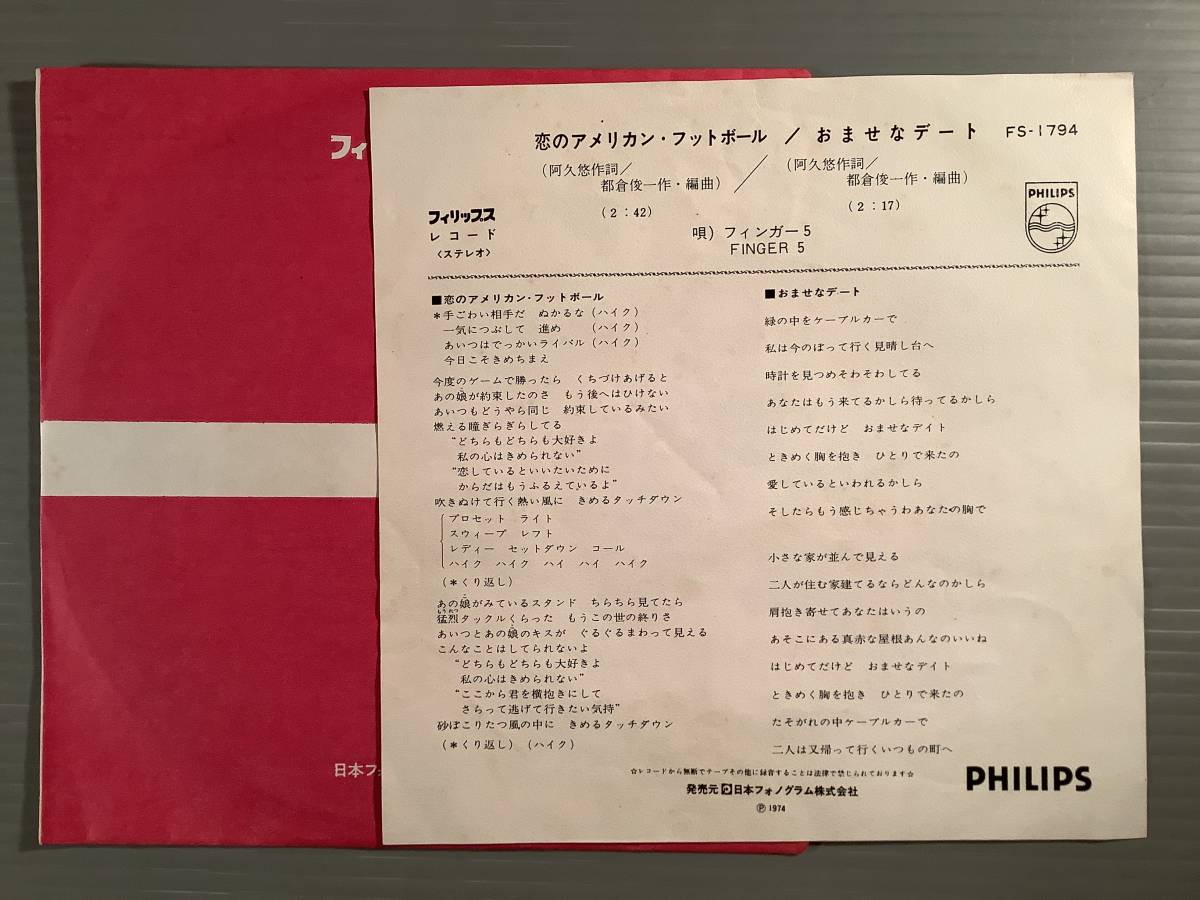 フィ
日本フォ
恋のアメリカン・フットボール / おませなデート FS-1794
(阿久悠作詞/
都倉俊一作・編曲)
(2：42)
(阿久悠作詞/
都倉俊一作・編曲)
(2：17)
フィリップス
レコード
〈ステレオ〉
唄) フィンガー5
FINGER 5
PHILIPS
■恋のアメリカン・フットボール
*手ごわい相手だ ぬかるな(ハイク)
一気につぶして 進め (ハイク)
あいつはでっかいライバル(ハイク)
今日こそきめちまえ
今度のゲームで勝ったら くちづけあげると
あの娘が約束したのさ もう後へはひけない
あいつもどうやら同じ 約束しているみたい
燃える瞳ぎらぎらしてる
"どちらもどちらも大好きよ
私の心はきめられない"
"恋しているといいたいために
からだはもうふるえているよ"
吹きぬけて行く熱い風に きめるタッチダウン
プロセット ライト
スウィープ レフト
レディー セットダウン コール
ハイク ハイク ハイ ハイ ハイク
(*くり返し)
あの娘がみているスタンド ちらちら見てたら
猛烈タックルくらった もうこの世の終りさ
あいつとあの娘のキスが ぐるぐるまわって見える
こんなことはしてられないよ
"どちらもどちらも大好きよ
私の心はきめられない"
"ここから君を横抱きにして
さらって逃げて行きたい気持"
砂ぼこりたつ風の中に きめるタッチダウン
(*くり返し) (ハイク)
■おませなデート
緑の中をケーブルカーで
私は今のぼって行く見晴し台へ
時計を見つめそわそわしてる
あなたはもう来てるかしら待ってるかしら
はじめてだけど おませなデイト
ときめく胸を抱き ひとりで来たの
愛しているといわれるかしら
そしたらもう感じちゃうわあなたの胸で
小さな家が並んで見える
二人が住む家建てるならどんなのかしら
肩抱き寄せてあなたはいうの
あそこにある真赤な屋根あんなのいいね
はじめてだけど おませなデイト
ときめく胸を抱き ひとりで来たの
たそがれの中ケーブルカーで
二人は又帰って行くいつもの町へ
☆レコードから無断でテープその他に録音することは法律で禁じられております☆
発売元 日本フォノグラム株式会社
Ⓟ1974
PHILIPS